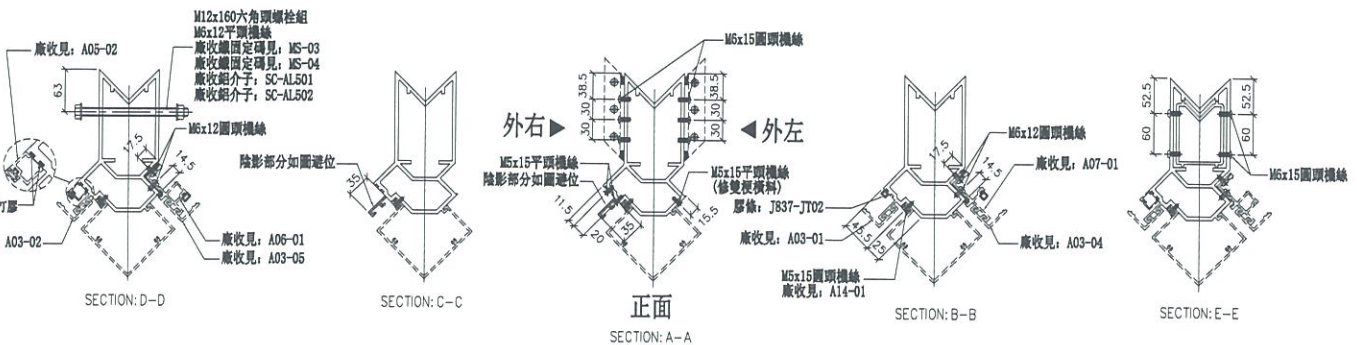 M12x160六角頭螺栓組
M6x12平頭機絲
廠收鐵固定碼見: MS-03
廠收鐵固定碼見: MS-04
廠收鋁介子: SC-AL501
廠收鋁介子: SC-AL502
廠收見: A05-02
63
M6x12圓頭機絲
17.5
14.5
打膠
A03-02
廠收見: A06-01
廠收見: A03-05
SECTION: D-D
陰影部分如圖避位
35
SECTION: C-C
M6x15圓頭機絲
38.5
30
30
38.5
30
30
外右
外左
M5x15平頭機絲
陰影部分如圖避位
11.5
20
35
15.5
M5x15平頭機絲
(修雙梗橫料)
正面
SECTION: A-A
M6x12圓頭機絲
17.5
14.5
廠收見: A07-01
膠條: J837-JT02
廠收見: A03-01
45.5
25
廠收見: A03-04
M5x15圓頭機絲
廠收見: A14-01
SECTION: B-B
52.5
60
52.5
60
M6x15圓頭機絲
SECTION: E-E